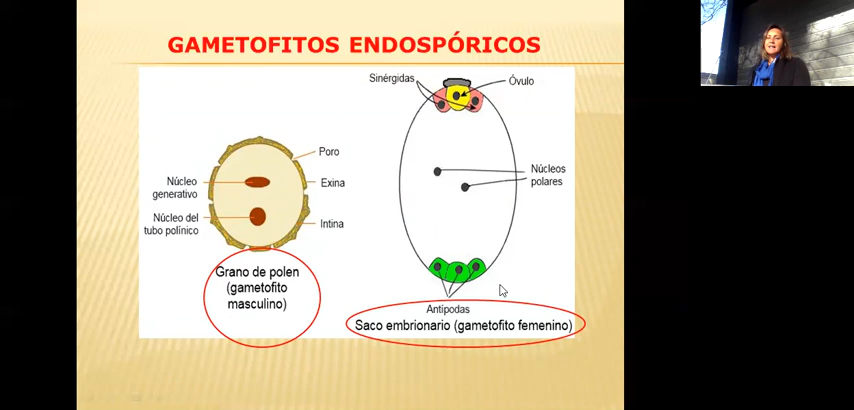 GAMETOFITOS ENDOSPÓRICOS
Sinérgidas
Óvulo
Poro
Núcleo
generativo
Exina
Núcleo del
tubo polínico
Intina
Núcleos
polares
Grano de polen
(gametofito
masculino)
Antípodas
Saco embrionario (gametofito femenino)